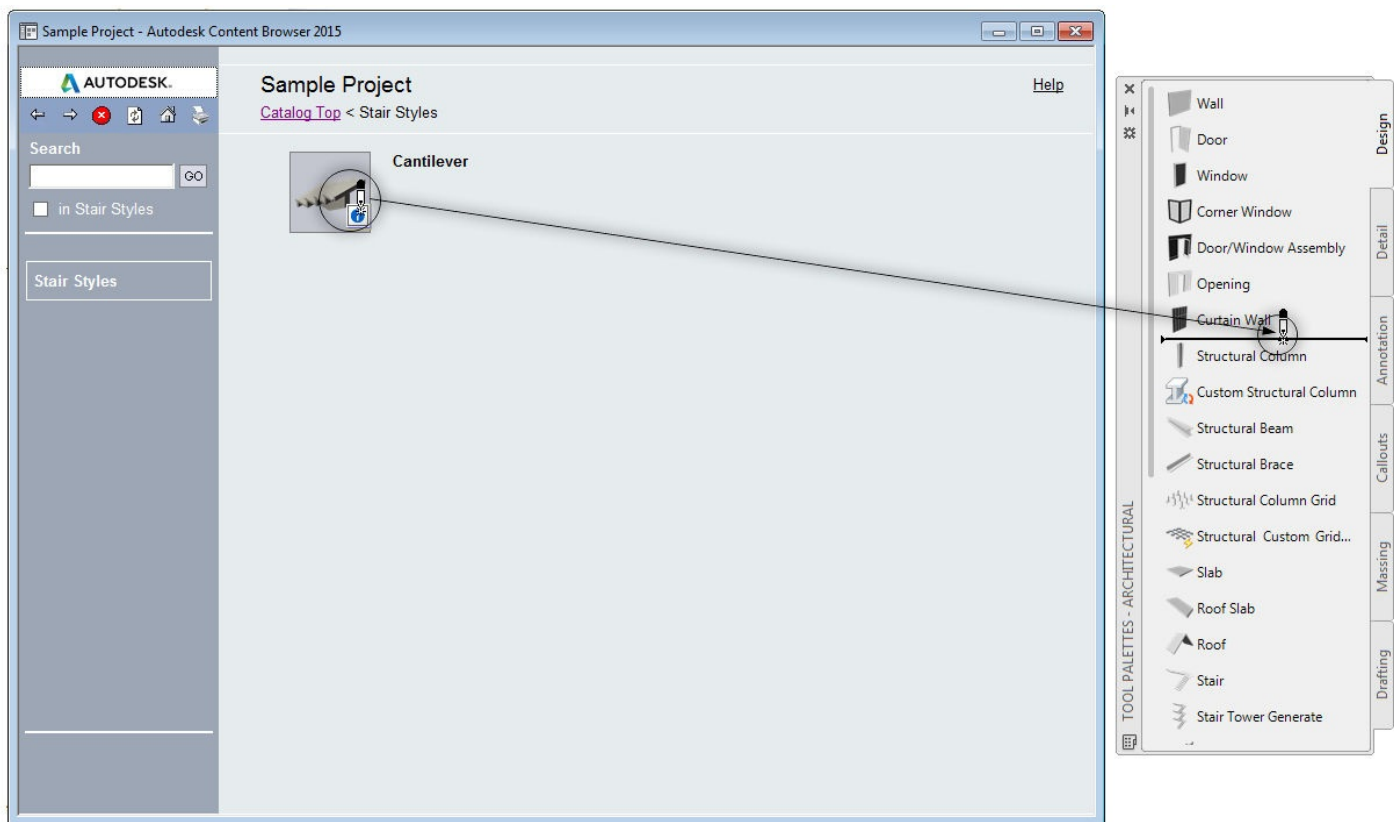 Sample Project - Autodesk Content Browser 2015
AUTODESK.
Search
GO
in Stair Styles
Stair Styles
Sample Project
Help
Catalog Top < Stair Styles
Cantilever
Wall
Door
Window
Corner Window
Door/Window Assembly
Opening
Curtain Wall
Structural Column
Custom Structural Column
Structural Beam
Structural Brace
Structural Column Grid
Structural Custom Grid...
Slab
Roof Slab
Roof
Stair
Stair Tower Generate
TOOL PALETTES - ARCHITECTURAL
Design
Detail
Annotation
Callouts
Massing
Drafting